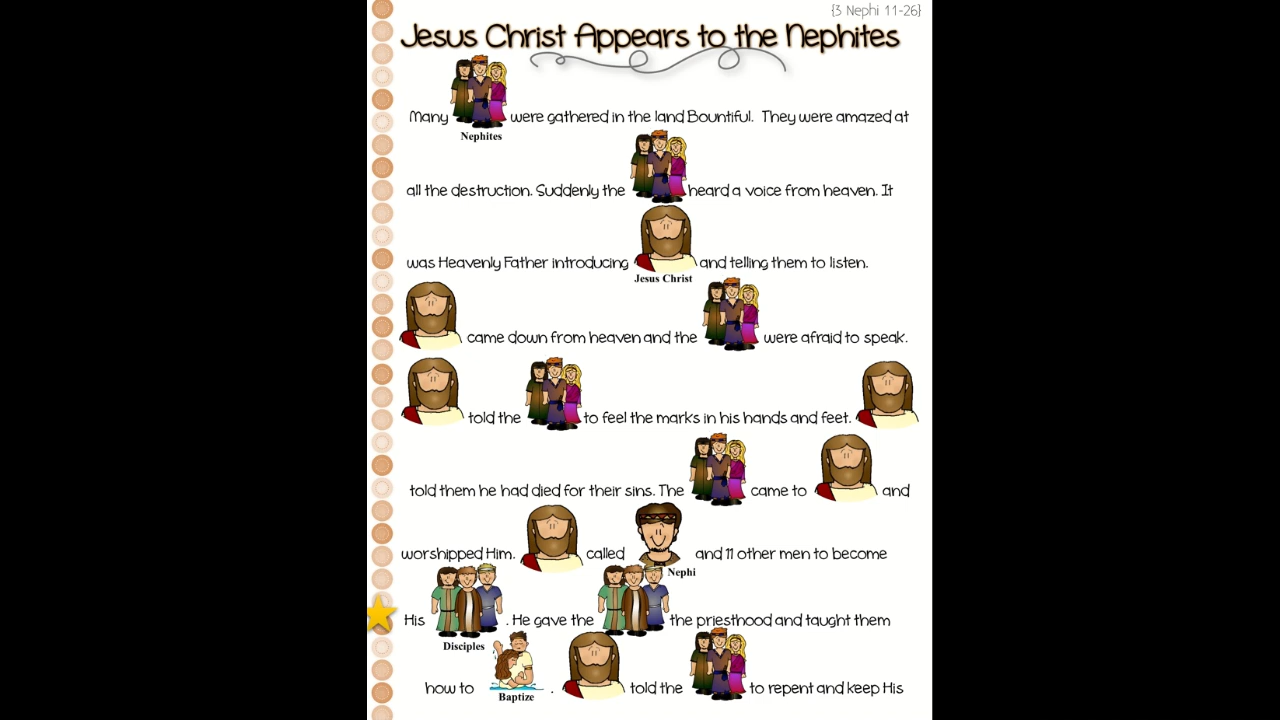 {3 Nephi 11-26}
Jesus Christ Appears to the Nephites
Many were gathered in the land Bountiful. They were amazed at
Nephites
all the destruction. Suddenly the heard a voice from heaven. It
was Heavenly Father introducing and telling them to listen.
Jesus Christ
came down from heaven and the were afraid to speak.
told the to feel the marks in his hands and feet.
told them he had died for their sins. The came to and
worshipped Him. called and 11 other men to become
Nephi
His . He gave the the priesthood and taught them
Disciples
how to . told the to repent and keep His
Baptize